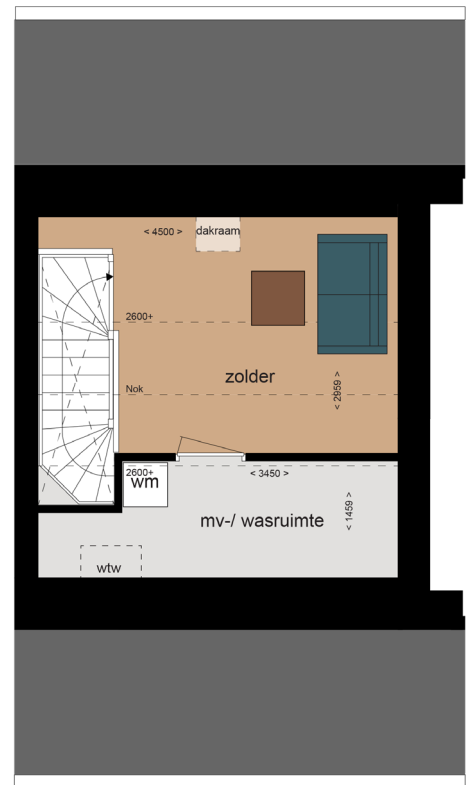 < 4500 >
dakraam
2600+
zolder
Nok
< 2959 >
2600+
< 3450 >
wm
mv-/ wasruimte
< 1459 >
wtw